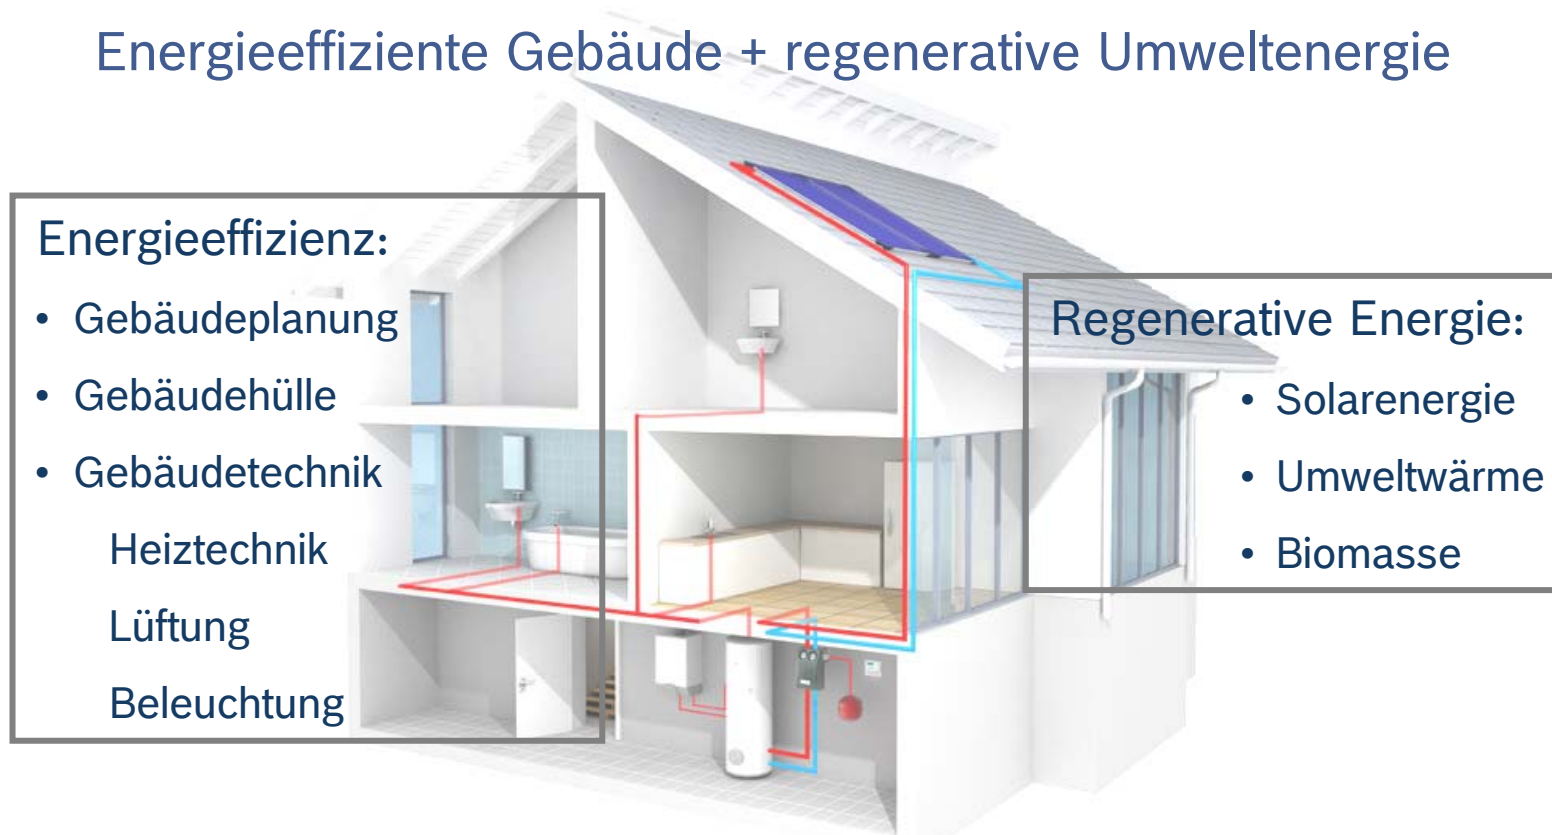 Energieeffiziente Gebäude + regenerative Umweltenergie
Energieeffizienz:
• Gebäudeplanung
• Gebäudehülle
• Gebäudetechnik
Heiztechnik
Lüftung
Beleuchtung
Regenerative Energie:
• Solarenergie
• Umweltwärme
• Biomasse